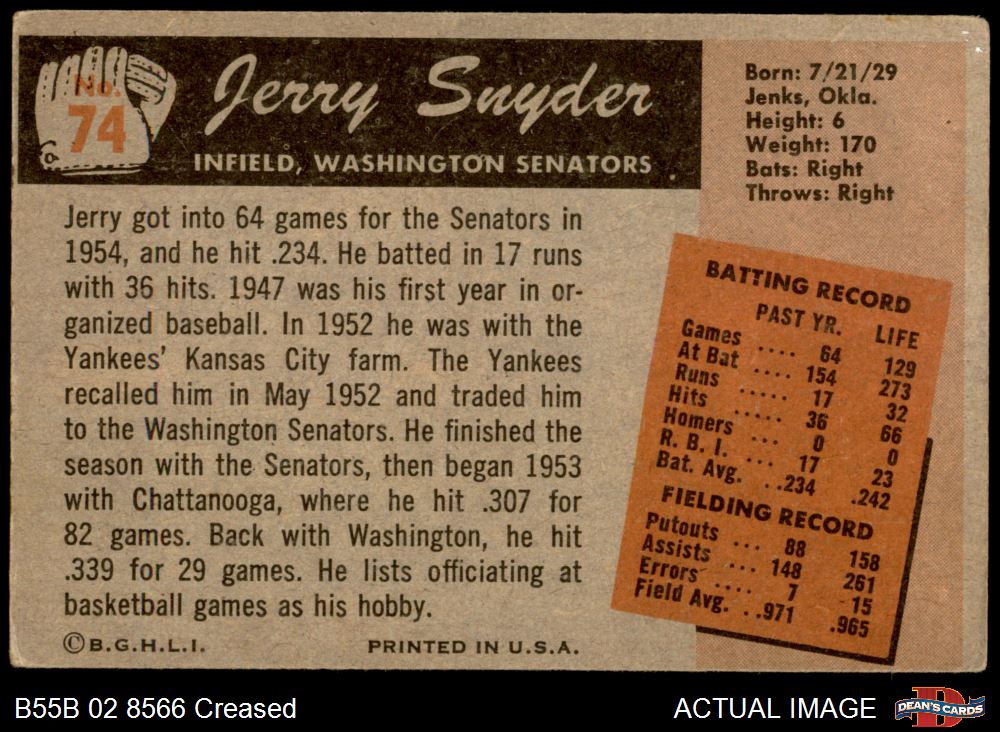 No.
74
Jerry Snyder
INFIELD, WASHINGTON SENATORS
Born: 7/21/29
Jenks, Okla.
Height: 6
Weight: 170
Bats: Right
Throws: Right
Jerry got into 64 games for the Senators in
1954, and he hit .234. He batted in 17 runs
with 36 hits. 1947 was his first year in or-
ganized baseball. In 1952 he was with the
Yankees' Kansas City farm. The Yankees
recalled him in May 1952 and traded him
to the Washington Senators. He finished the
season with the Senators, then began 1953
with Chattanooga, where he hit .307 for
82 games. Back with Washington, he hit
.339 for 29 games. He lists officiating at
basketball games as his hobby.
©B.G.H.L.I. PRINTED IN U.S.A.
BATTING RECORD
PAST YR. LIFE
Games .... 64 129
At Bat .... 154 273
Runs ..... 17 32
Hits ..... 36 66
Homers ... 0 0
R. B. I. ... 17 23
Bat. Avg. ..234 .242
FIELDING RECORD
Putouts ... 88 158
Assists ... 148 261
Errors .... 7 15
Field Avg. ..971 .965
B55B 02 8566 Creased
ACTUAL IMAGE
D
DEAN'S CARDS